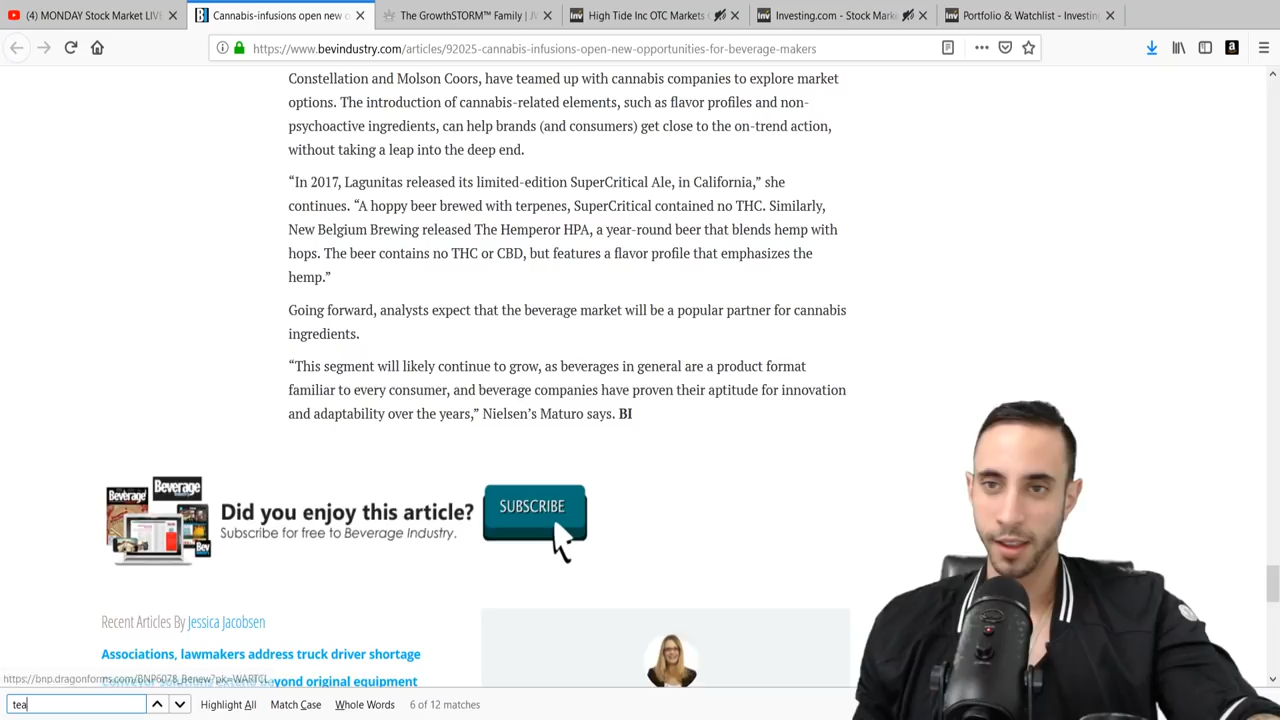 (4) MONDAY Stock Market LIV
Cannabis-infusions open new o
The GrowthSTORM™ Family | J
High Tide Inc OTC Markets
Investing.com - Stock Mark
Portfolio & Watchlist - Investin
https://www.bevindustry.com/articles/92025-cannabis-infusions-open-new-opportunities-for-beverage-makers
Constellation and Molson Coors, have teamed up with cannabis companies to explore market
options. The introduction of cannabis-related elements, such as flavor profiles and non-
psychoactive ingredients, can help brands (and consumers) get close to the on-trend action,
without taking a leap into the deep end.
“In 2017, Lagunitas released its limited-edition SuperCritical Ale, in California,” she
continues. “A hoppy beer brewed with terpenes, SuperCritical contained no THC. Similarly,
New Belgium Brewing released The Hemperor HPA, a year-round beer that blends hemp with
hops. The beer contains no THC or CBD, but features a flavor profile that emphasizes the
hemp.”
Going forward, analysts expect that the beverage market will be a popular partner for cannabis
ingredients.
“This segment will likely continue to grow, as beverages in general are a product format
familiar to every consumer, and beverage companies have proven their aptitude for innovation
and adaptability over the years,” Nielsen’s Maturo says. BI
Beverage
Beverage
Did you enjoy this article?
Subscribe for free to Beverage Industry.
SUBSCRIBE
Recent Articles By Jessica Jacobsen
Associations, lawmakers address truck driver shortage
yond original equipment
https://bnp.dragonforms.com/BNP6078_Benew?pk=WARTCL
tea
Highlight All
Match Case
Whole Words
6 of 12 matches